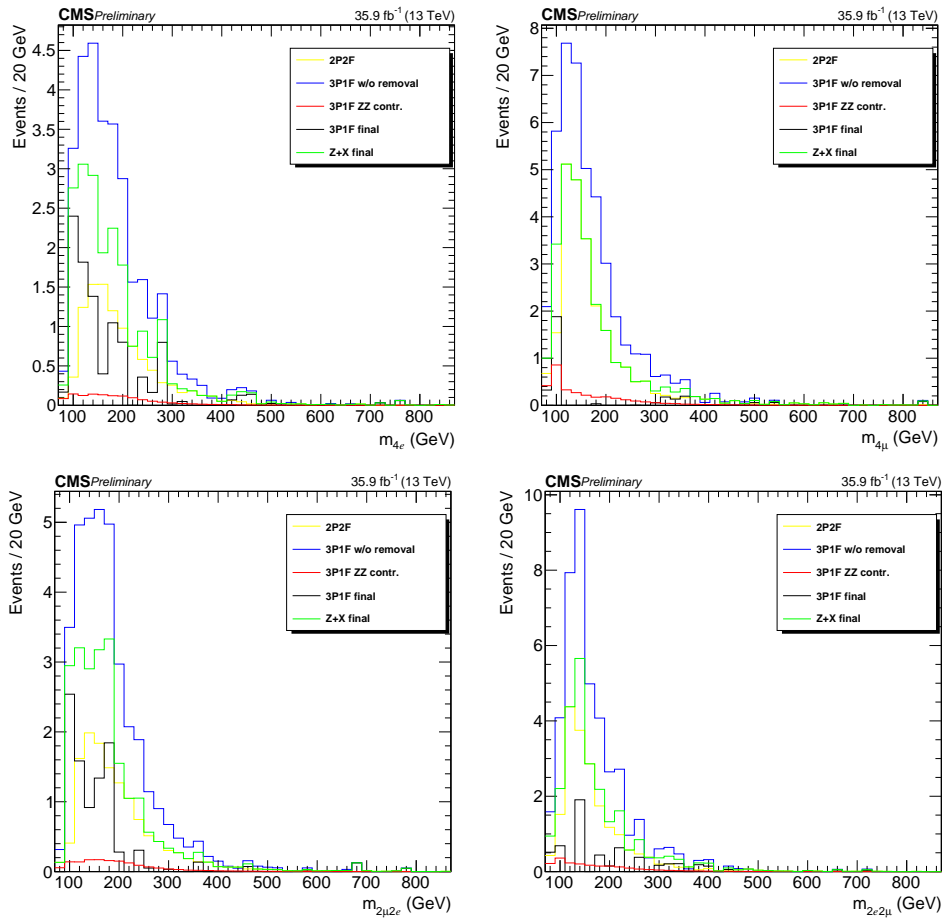 CMS Preliminary 35.9 fb⁻¹ (13 TeV)
Events / 20 GeV
4.5
4
3.5
3
2.5
2
1.5
1
0.5
0
2P2F
3P1F w/o removal
3P1F ZZ contr.
3P1F final
Z+X final
100 200 300 400 500 600 700 800
m4e (GeV)
CMS Preliminary 35.9 fb⁻¹ (13 TeV)
Events / 20 GeV
8
7
6
5
4
3
2
1
0
2P2F
3P1F w/o removal
3P1F ZZ contr.
3P1F final
Z+X final
100 200 300 400 500 600 700 800
m4μ (GeV)
CMS Preliminary 35.9 fb⁻¹ (13 TeV)
Events / 20 GeV
5
4
3
2
1
0
2P2F
3P1F w/o removal
3P1F ZZ contr.
3P1F final
Z+X final
100 200 300 400 500 600 700 800
m2μ2e (GeV)
CMS Preliminary 35.9 fb⁻¹ (13 TeV)
Events / 20 GeV
10
8
6
4
2
0
2P2F
3P1F w/o removal
3P1F ZZ contr.
3P1F final
Z+X final
100 200 300 400 500 600 700 800
m2e2μ (GeV)